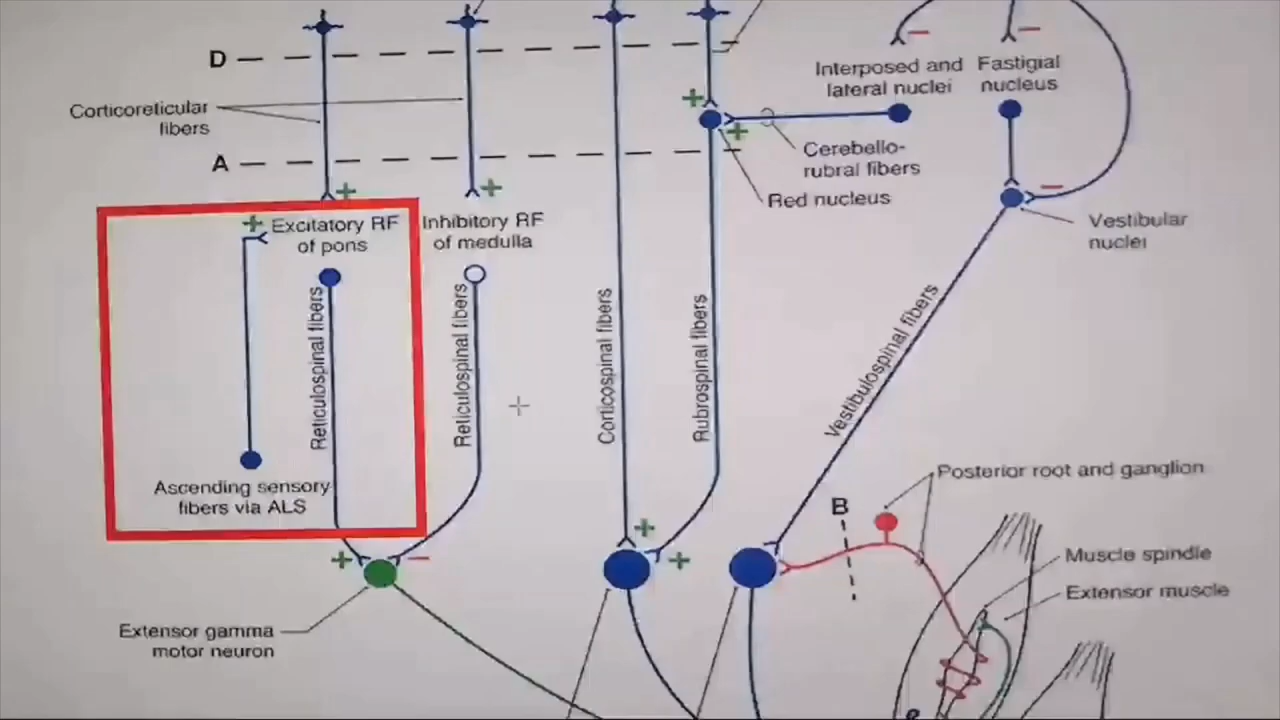 D
Corticoreticular
fibers
A
+
+
+
+
Interposed and
lateral nuclei
−
Fastigial
nucleus
−
Cerebello-
rubral fibers
Red nucleus
−
Vestibular
nuclei
+ Excitatory RF
of pons
Inhibitory RF
of medulla
Reticulospinal fibers
Reticulospinal fibers
Corticospinal fibers
Rubrospinal fibers
Vestibulospinal fibers
Ascending sensory
fibers via ALS
+
−
+
+
B
Posterior root and ganglion
Muscle spindle
Extensor muscle
Extensor gamma
motor neuron